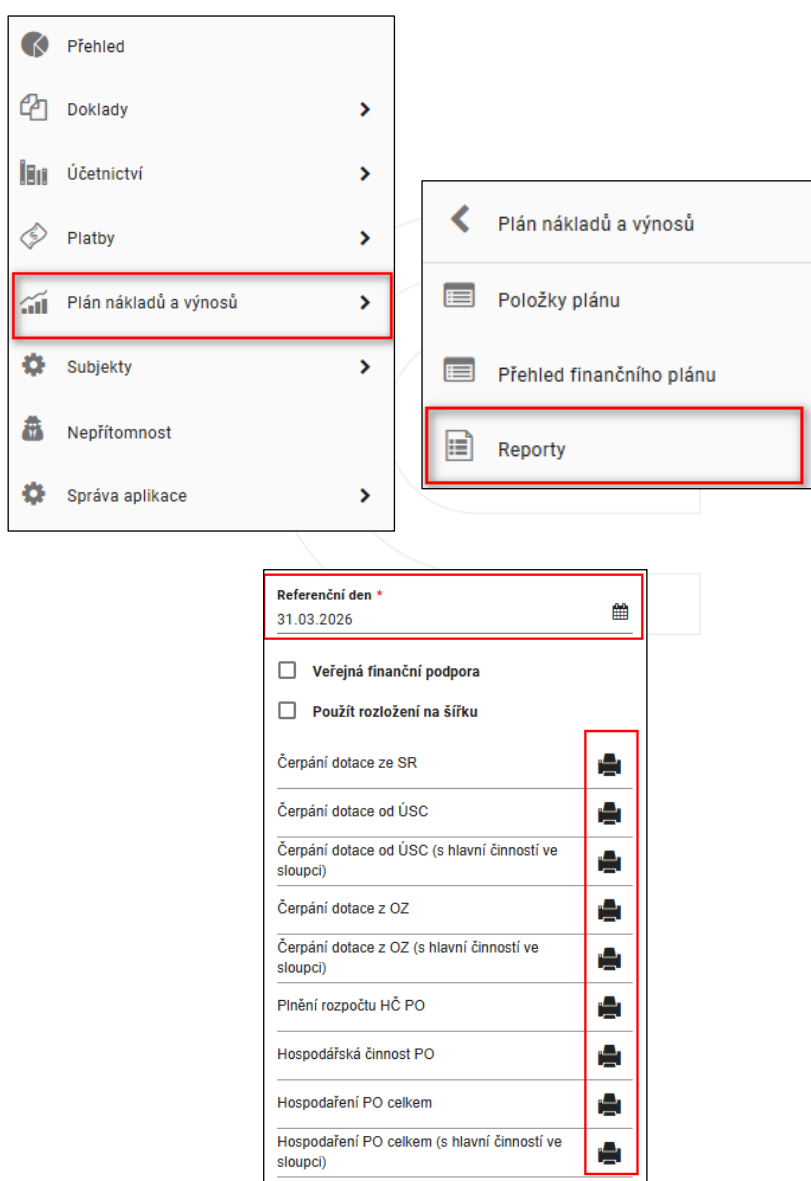 Přehled
Doklady
Účetnictví
Platby
Plán nákladů a výnosů
Subjekty
Nepřítomnost
Správa aplikace
Plán nákladů a výnosů
Položky plánu
Přehled finančního plánu
Reporty
Referenční den *
31.03.2026
Veřejná finanční podpora
Použít rozložení na šířku
Čerpání dotace ze SR
Čerpání dotace od ÚSC
Čerpání dotace od ÚSC (s hlavní činností ve
sloupci)
Čerpání dotace z OZ
Čerpání dotace z OZ (s hlavní činností ve
sloupci)
Plnění rozpočtu HČ PO
Hospodářská činnost PO
Hospodaření PO celkem
Hospodaření PO celkem (s hlavní činností ve
sloupci)